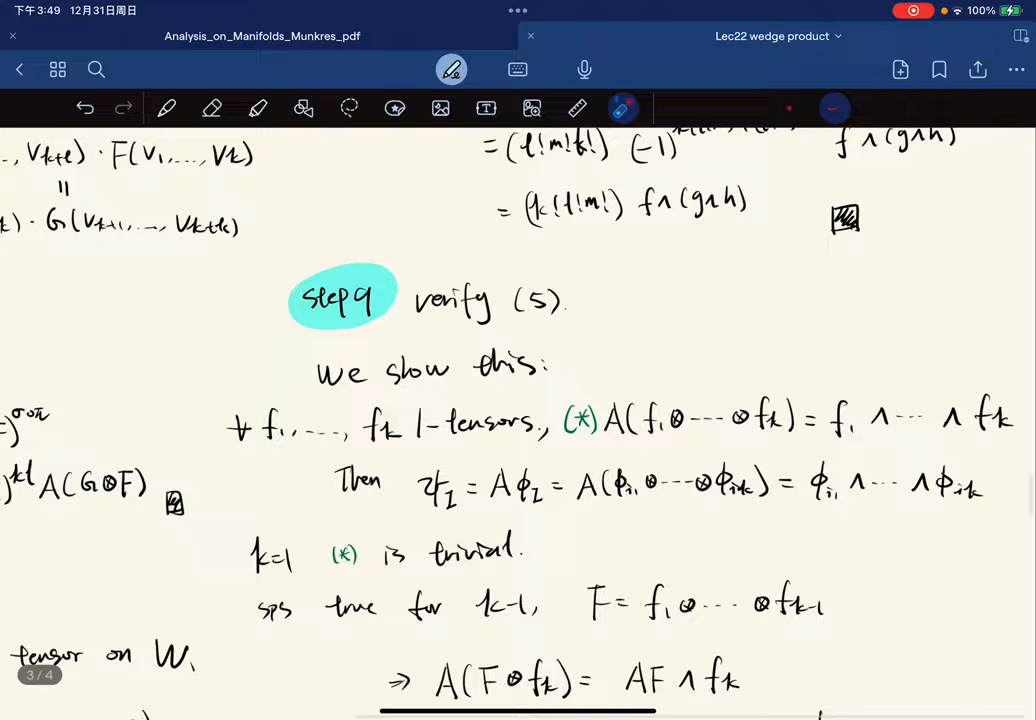 下午3:49 12月31日周日
100%
Analysis_on_Manifolds_Munkres_pdf
Lec22 wedge product
..., V_{k+l}) · F(V_1, ..., V_k)
= (l!m!k!) (-1)
f ∧ (g∧h)
||
k) · G(V_{k+1}, ..., V_{k+l})
= (k!l!m!) f∧(g∧h)
step9 verify (5).
We show this:
∀ f_1, ..., f_k 1-tensors, (*) A(f_1⊗···⊗f_k) = f_1 ∧ ··· ∧ f_k
)^{σ∘π}
)^{kl} A(G⊗F)
Then ψ_I = Aϕ_I = A(ϕ_{i_1}⊗···⊗ϕ_{i_k}) = ϕ_{i_1} ∧ ··· ∧ ϕ_{i_k}
k=1 (*) is trivial.
sps true for k-1, F = f_1⊗···⊗f_{k-1}
tensor on W,
3 / 4
⇒ A(F⊗f_k) = AF ∧ f_k